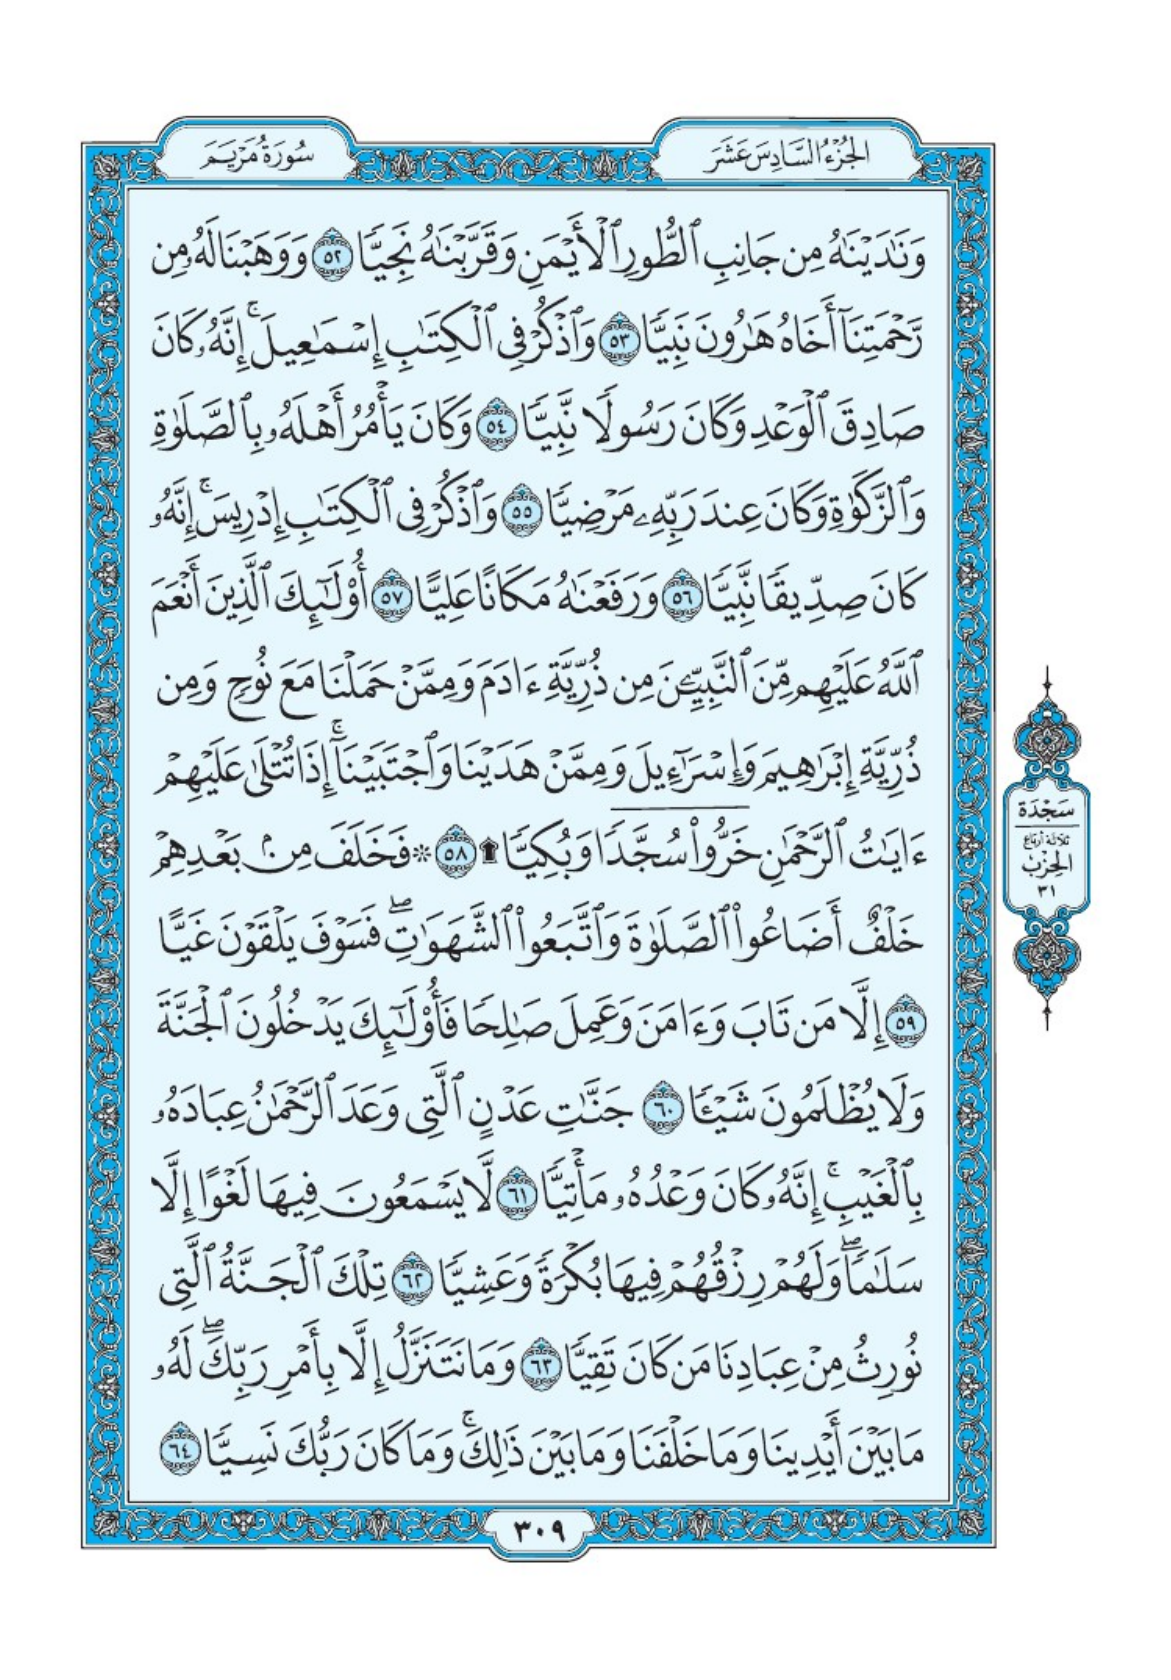 الجُزْءُ السَّادِسَ عَشَرَ
سُورَةُ مَرْيَمَ
وَنَٰدَيْنَٰهُ مِن جَانِبِ ٱلطُّورِ ٱلْأَيْمَنِ وَقَرَّبْنَٰهُ نَجِيًّا ٥٢ وَوَهَبْنَا لَهُۥ مِن
رَّحْمَتِنَآ أَخَاهُ هَٰرُونَ نَبِيًّا ٥٣ وَٱذْكُرْ فِى ٱلْكِتَٰبِ إِسْمَٰعِيلَ ۚ إِنَّهُۥ كَانَ
صَادِقَ ٱلْوَعْدِ وَكَانَ رَسُولًا نَّبِيًّا ٥٤ وَكَانَ يَأْمُرُ أَهْلَهُۥ بِٱلصَّلَوٰةِ
وَٱلزَّكَوٰةِ وَكَانَ عِندَ رَبِّهِۦ مَرْضِيًّا ٥٥ وَٱذْكُرْ فِى ٱلْكِتَٰبِ إِدْرِيسَ ۚ إِنَّهُۥ
كَانَ صِدِّيقًا نَّبِيًّا ٥٦ وَرَفَعْنَٰهُ مَكَانًا عَلِيًّا ٥٧ أُو۟لَٰٓئِكَ ٱلَّذِينَ أَنْعَمَ
ٱللَّهُ عَلَيْهِم مِّنَ ٱلنَّبِيِّۦنَ مِن ذُرِّيَّةِ ءَادَمَ وَمِمَّنْ حَمَلْنَا مَعَ نُوحٍ وَمِن
ذُرِّيَّةِ إِبْرَٰهِيمَ وَإِسْرَٰٓءِيلَ وَمِمَّنْ هَدَيْنَا وَٱجْتَبَيْنَآ ۚ إِذَا تُتْلَىٰ عَلَيْهِمْ
ءَايَٰتُ ٱلرَّحْمَٰنِ خَرُّوا۟ سُجَّدًا وَبُكِيًّا ۩ ٥٨ * فَخَلَفَ مِنۢ بَعْدِهِمْ
خَلْفٌ أَضَاعُوا۟ ٱلصَّلَوٰةَ وَٱتَّبَعُوا۟ ٱلشَّهَوَٰتِ ۖ فَسَوْفَ يَلْقَوْنَ غَيًّا
٥٩ إِلَّا مَن تَابَ وَءَامَنَ وَعَمِلَ صَٰلِحًا فَأُو۟لَٰٓئِكَ يَدْخُلُونَ ٱلْجَنَّةَ
وَلَا يُظْلَمُونَ شَيْـًٔا ٦٠ جَنَّٰتِ عَدْنٍ ٱلَّتِى وَعَدَ ٱلرَّحْمَٰنُ عِبَادَهُۥ
بِٱلْغَيْبِ ۚ إِنَّهُۥ كَانَ وَعْدُهُۥ مَأْتِيًّا ٦١ لَّا يَسْمَعُونَ فِيهَا لَغْوًا إِلَّا
سَلَٰمًا ۖ وَلَهُمْ رِزْقُهُمْ فِيهَا بُكْرَةً وَعَشِيًّا ٦٢ تِلْكَ ٱلْجَنَّةُ ٱلَّتِى
نُورِثُ مِنْ عِبَادِنَا مَن كَانَ تَقِيًّا ٦٣ وَمَا نَتَنَزَّلُ إِلَّا بِأَمْرِ رَبِّكَ ۖ لَهُۥ
مَا بَيْنَ أَيْدِينَا وَمَا خَلْفَنَا وَمَا بَيْنَ ذَٰلِكَ ۚ وَمَا كَانَ رَبُّكَ نَسِيًّا ٦٤
سَجْدَة
ثلاثة أرباع
الحِزْب
٣١
٣٠٩